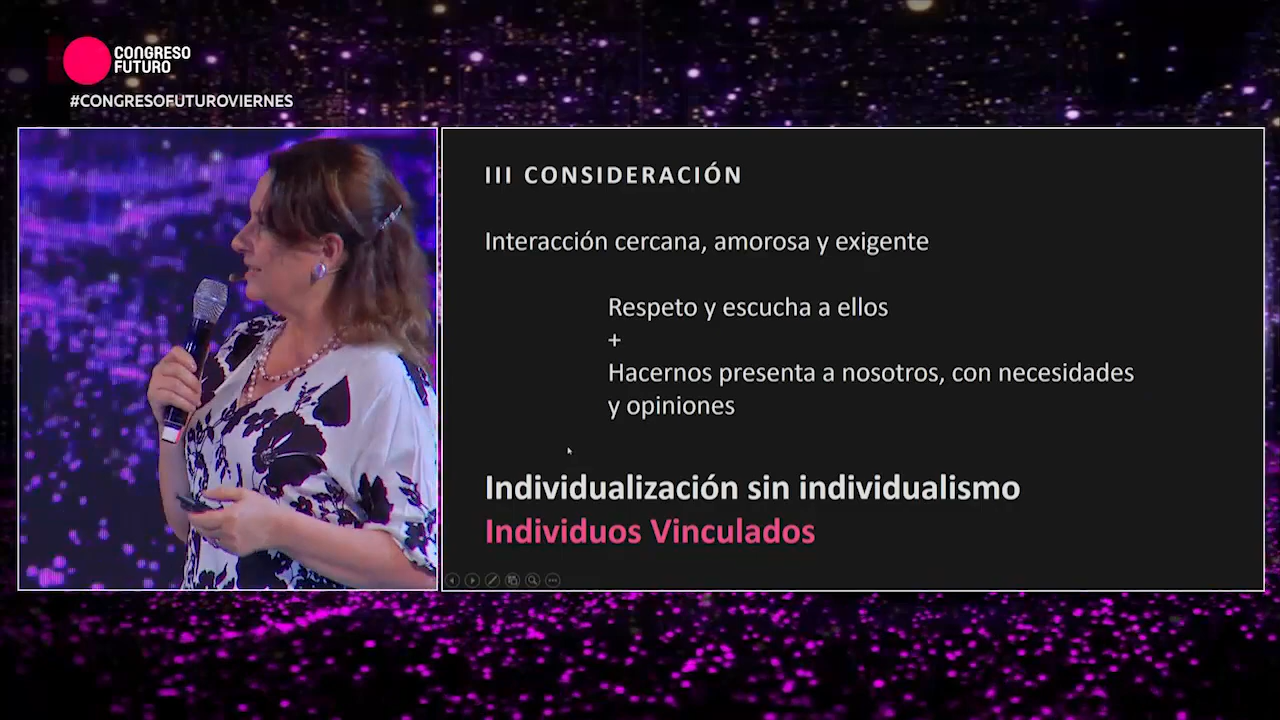 CONGRESO
FUTURO
#CONGRESOFUTUROVIERNES
III CONSIDERACIÓN
Interacción cercana, amorosa y exigente
Respeto y escucha a ellos
+
Hacernos presenta a nosotros, con necesidades
y opiniones
Individualización sin individualismo
Individuos Vinculados